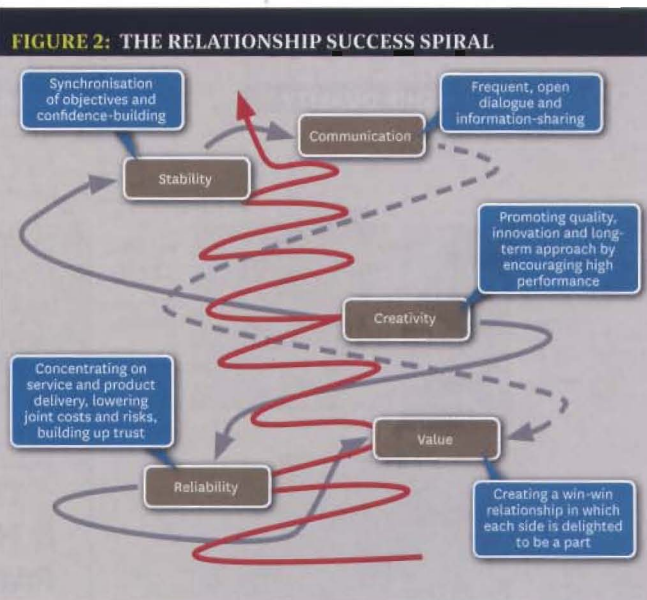 FIGURE 2: THE RELATIONSHIP SUCCESS SPIRAL
Synchronisation
of objectives and
confidence-building
Frequent, open
dialogue and
information-sharing
Communication
Stability
Promoting quality,
innovation and long-
term approach by
encouraging high
performance
Creativity
Concentrating on
service and product
delivery, lowering
joint costs and risks,
building up trust
Value
Reliability
Creating a win-win
relationship in which
each side is delighted
to be a part